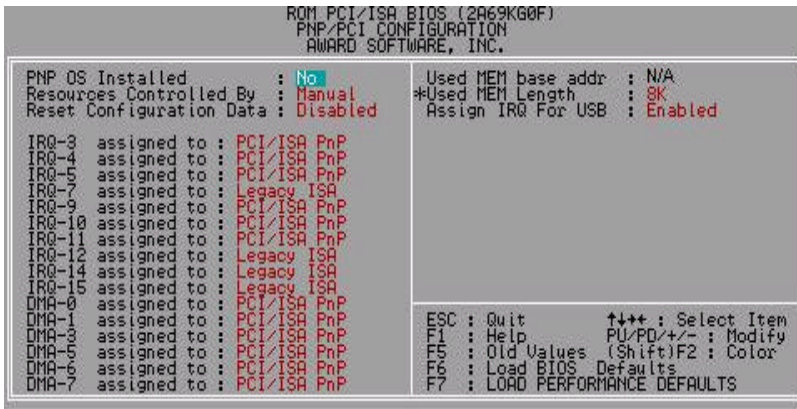 ROM PCI/ISA BIOS (2A69KG0F)
PNP/PCI CONFIGURATION
AWARD SOFTWARE, INC.
PNP OS Installed : No
Resources Controlled By : Manual
Reset Configuration Data : Disabled
IRQ-3 assigned to : PCI/ISA PnP
IRQ-4 assigned to : PCI/ISA PnP
IRQ-5 assigned to : PCI/ISA PnP
IRQ-7 assigned to : Legacy ISA
IRQ-9 assigned to : PCI/ISA PnP
IRQ-10 assigned to : PCI/ISA PnP
IRQ-11 assigned to : PCI/ISA PnP
IRQ-12 assigned to : Legacy ISA
IRQ-14 assigned to : Legacy ISA
IRQ-15 assigned to : Legacy ISA
DMA-0 assigned to : PCI/ISA PnP
DMA-1 assigned to : PCI/ISA PnP
DMA-3 assigned to : PCI/ISA PnP
DMA-5 assigned to : PCI/ISA PnP
DMA-6 assigned to : PCI/ISA PnP
DMA-7 assigned to : PCI/ISA PnP
Used MEM base addr : N/A
*Used MEM Length : 8K
Assign IRQ For USB : Enabled
ESC : Quit ↑↓→← : Select Item
F1 : Help PU/PD/+/- : Modify
F5 : Old Values (Shift)F2 : Color
F6 : Load BIOS Defaults
F7 : LOAD PERFORMANCE DEFAULTS